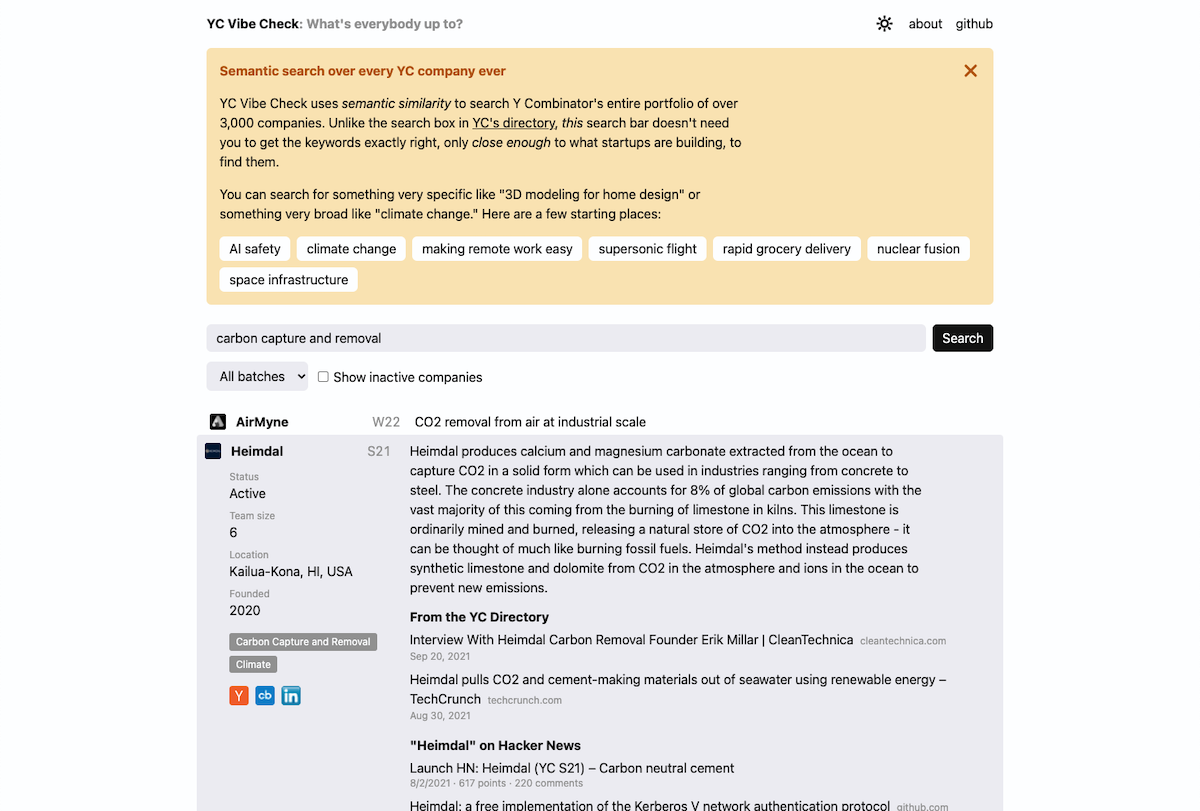 YC Vibe Check: What's everybody up to?
about
github
Semantic search over every YC company ever
YC Vibe Check uses semantic similarity to search Y Combinator's entire portfolio of over
3,000 companies. Unlike the search box in YC's directory, this search bar doesn't need
you to get the keywords exactly right, only close enough to what startups are building, to
find them.
You can search for something very specific like "3D modeling for home design" or
something very broad like "climate change." Here are a few starting places:
AI safety
climate change
making remote work easy
supersonic flight
rapid grocery delivery
nuclear fusion
space infrastructure
carbon capture and removal
Search
All batches
Show inactive companies
AirMyne
W22
CO2 removal from air at industrial scale
Heimdal
S21
Status
Active
Team size
6
Location
Kailua-Kona, HI, USA
Founded
2020
Carbon Capture and Removal
Climate
Y
cb
in
Heimdal produces calcium and magnesium carbonate extracted from the ocean to
capture CO2 in a solid form which can be used in industries ranging from concrete to
steel. The concrete industry alone accounts for 8% of global carbon emissions with the
vast majority of this coming from the burning of limestone in kilns. This limestone is
ordinarily mined and burned, releasing a natural store of CO2 into the atmosphere - it
can be thought of much like burning fossil fuels. Heimdal's method instead produces
synthetic limestone and dolomite from CO2 in the atmosphere and ions in the ocean to
prevent new emissions.
From the YC Directory
Interview With Heimdal Carbon Removal Founder Erik Millar | CleanTechnica cleantechnica.com
Sep 20, 2021
Heimdal pulls CO2 and cement-making materials out of seawater using renewable energy –
TechCrunch techcrunch.com
Aug 30, 2021
"Heimdal" on Hacker News
Launch HN: Heimdal (YC S21) – Carbon neutral cement
8/2/2021 · 617 points · 220 comments
Heimdal: a free implementation of the Kerberos V network authentication protocol github.com